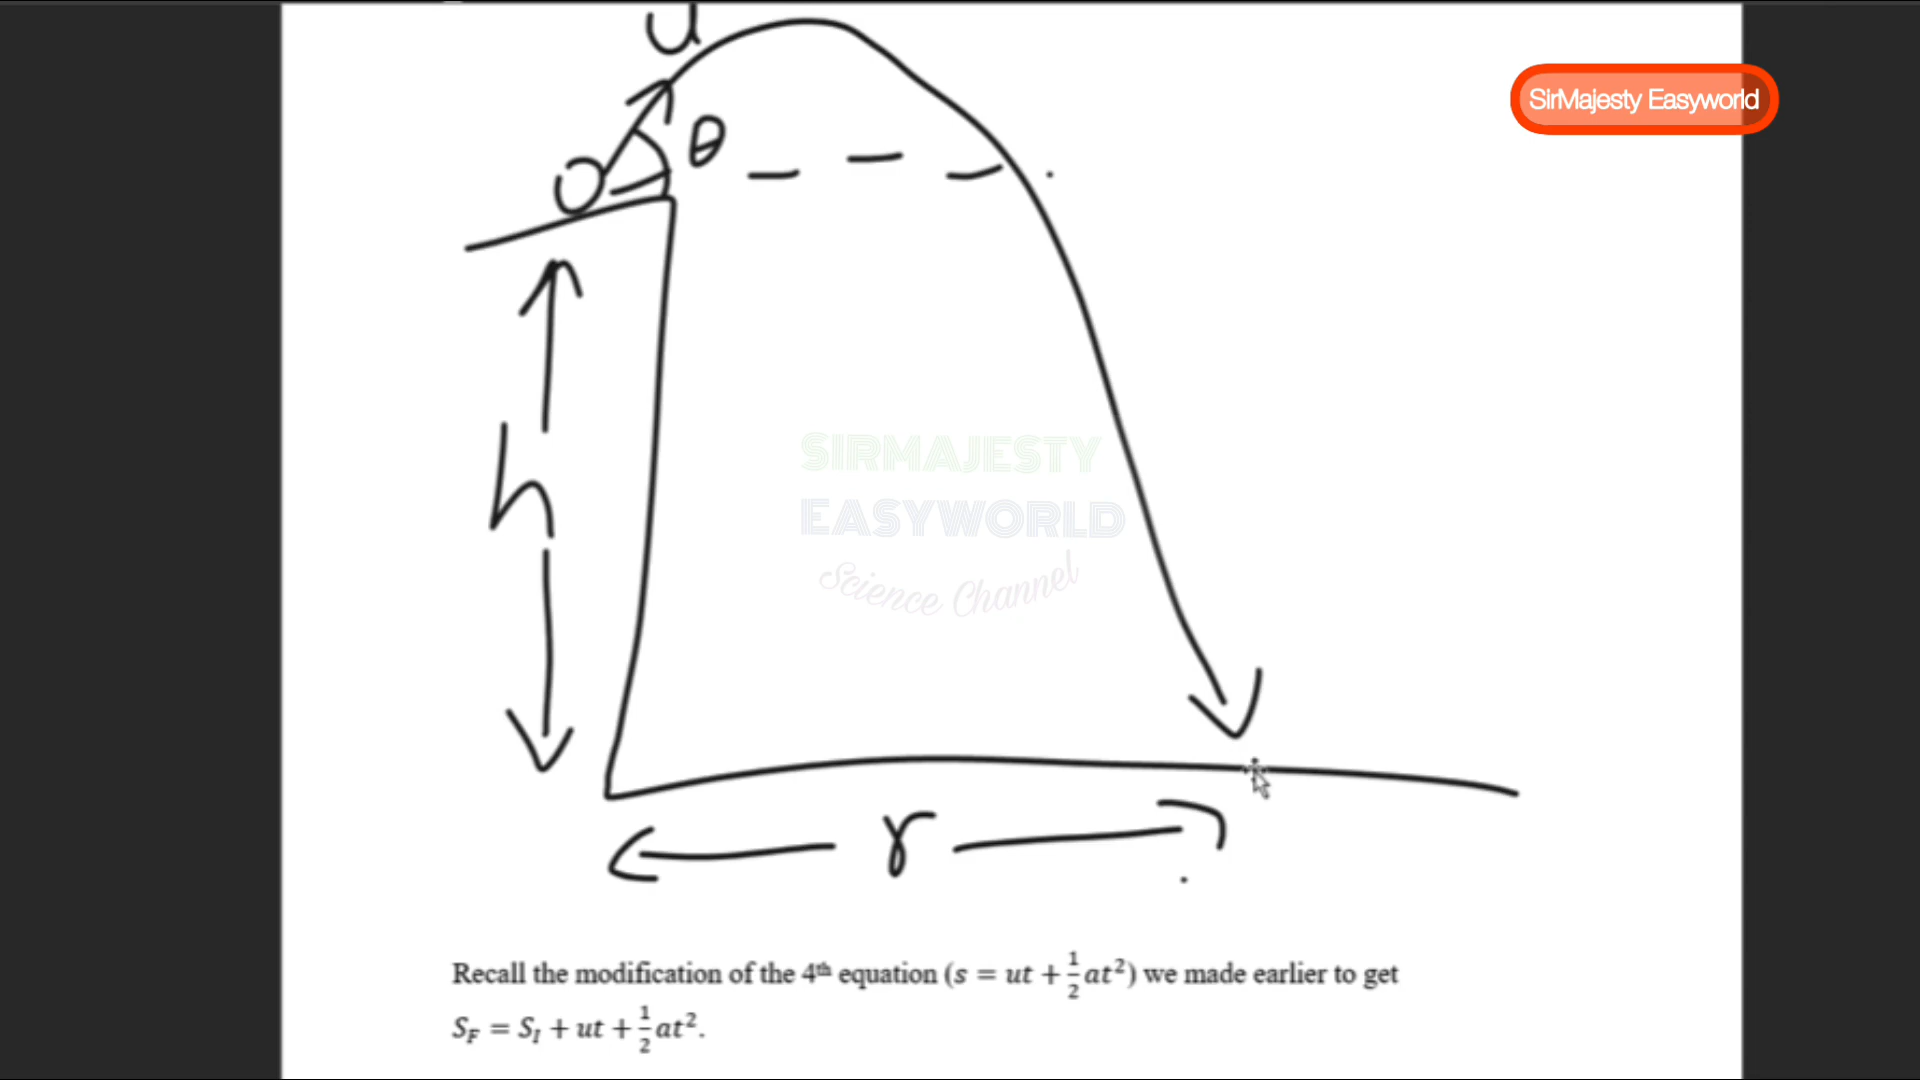 u
SirMajesty Easyworld
θ
h
SIRMAJESTY
EASYWORLD
Science Channel
r
Recall the modification of the 4ᵗʰ equation (s = ut + ½at²) we made earlier to get
S_F = S_I + ut + ½at².